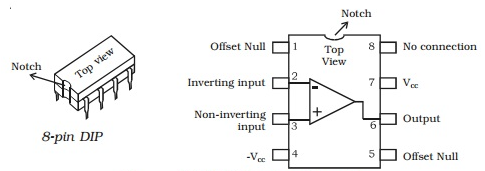 Notch
Top view
8-pin DIP
Notch
Offset Null 1
Top
View
8 No connection
Inverting input 2
-
7 Vcc
Non-inverting
input 3
+
6 Output
-Vcc 4
5 Offset Null